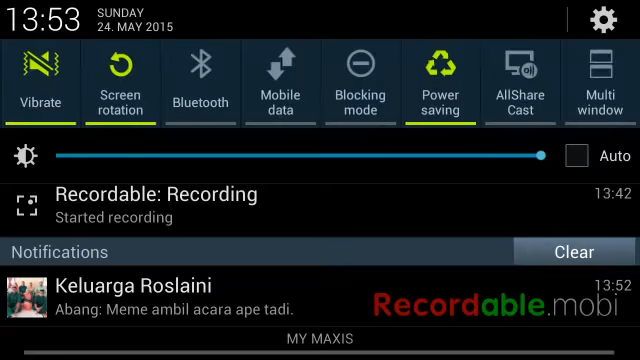 13:53
SUNDAY
24. MAY 2015
Vibrate
Screen rotation
Bluetooth
Mobile data
Blocking mode
Power saving
AllShare Cast
Multi window
Auto
Recordable: Recording
13:42
Started recording
Notifications
Clear
Keluarga Roslaini
13:52
Abang: Meme ambil acara ape tadi.
Recordable.mobi
MY MAXIS